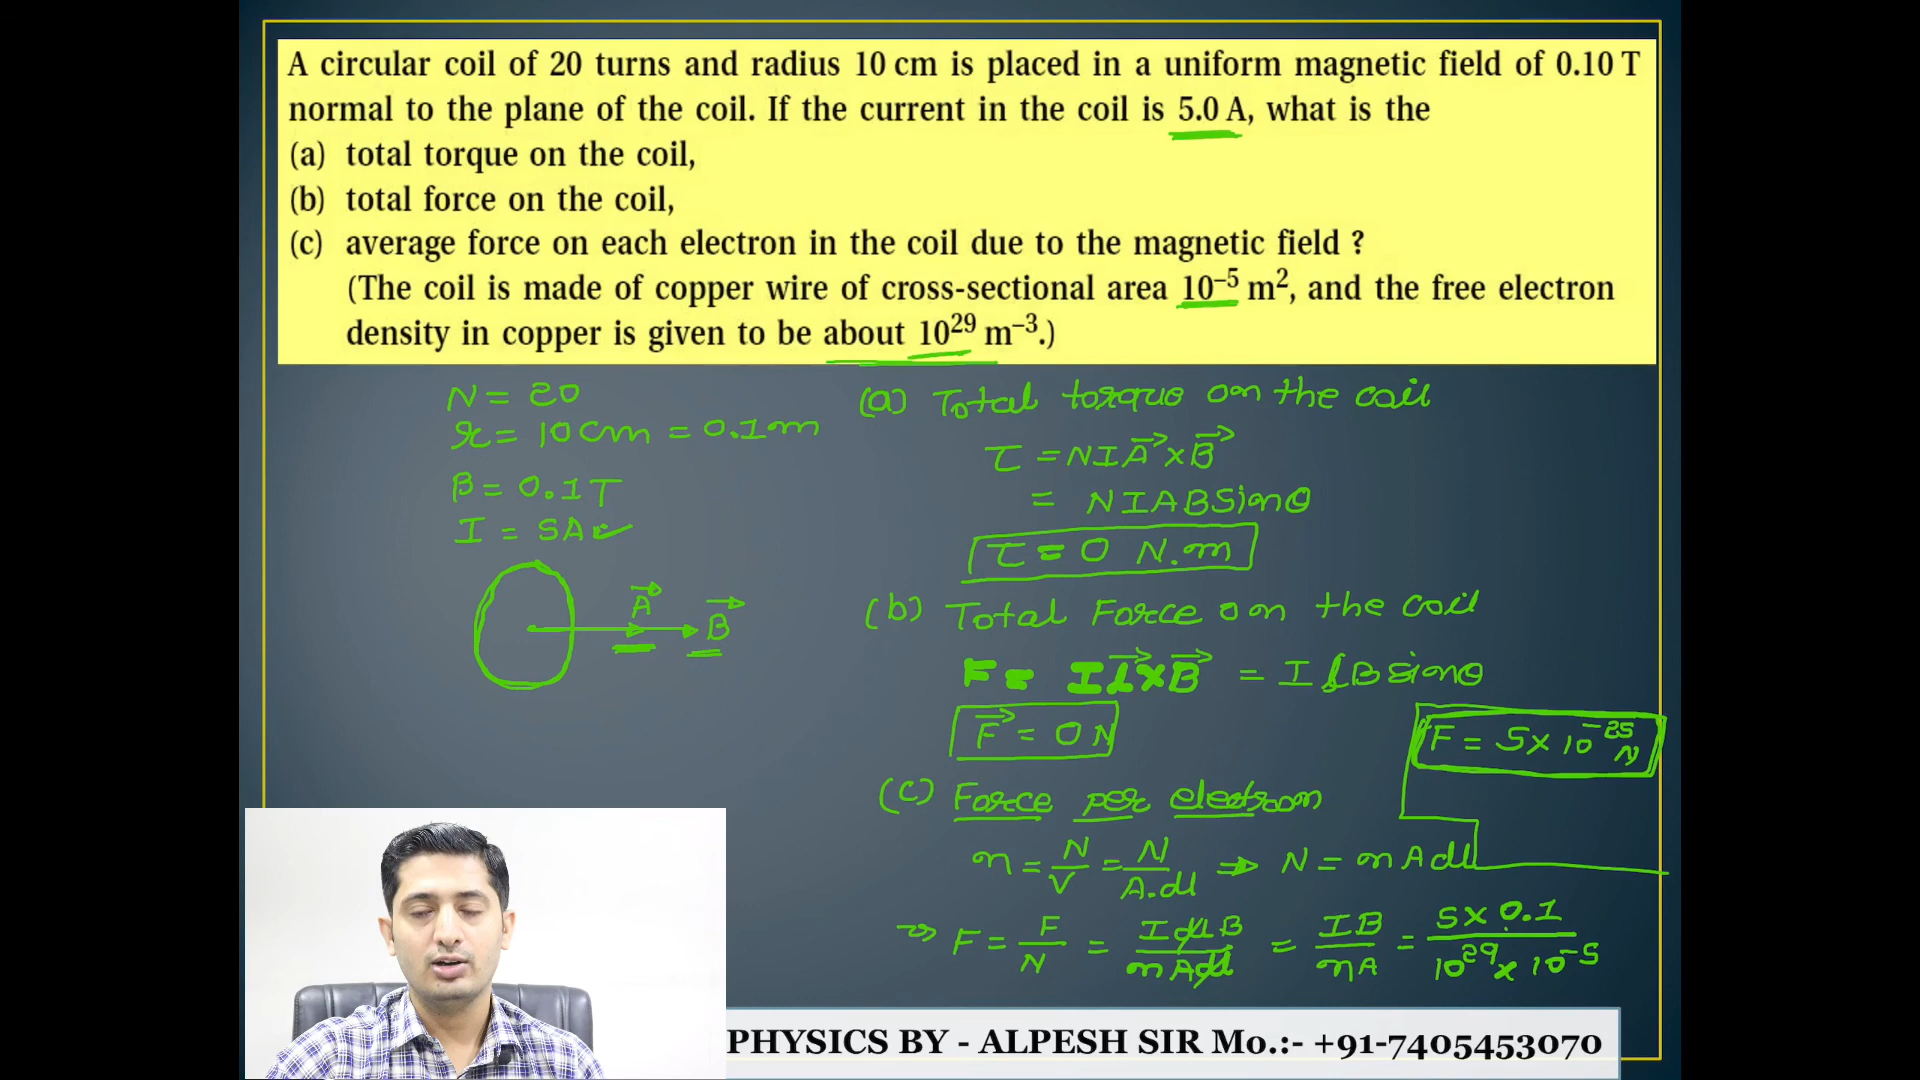 A circular coil of 20 turns and radius 10 cm is placed in a uniform magnetic field of 0.10 T
normal to the plane of the coil. If the current in the coil is 5.0 A, what is the
(a) total torque on the coil,
(b) total force on the coil,
(c) average force on each electron in the coil due to the magnetic field ?
(The coil is made of copper wire of cross-sectional area 10⁻⁵ m², and the free electron
density in copper is given to be about 10²⁹ m⁻³.)
N = 20
r = 10 cm = 0.1 m
B = 0.1 T
I = 5A ✓
A⃗
B⃗
(a) Total torque on the coil
τ = NIA⃗ × B⃗
= NIAB Sinθ
τ = 0 N.m
(b) Total Force on the coil
F = I l⃗ × B⃗ = I l B sinθ
F⃗ = 0 N
(c) Force per electron
n = N/V = N/A.dl ⇒ N = n A dl
⇒ F = F/N = I dl B / n A dl = IB/nA = 5 × 0.1 / 10²⁹ × 10⁻⁵
F = 5 × 10⁻²⁵ N
PHYSICS BY - ALPESH SIR Mo.:- +91-7405453070